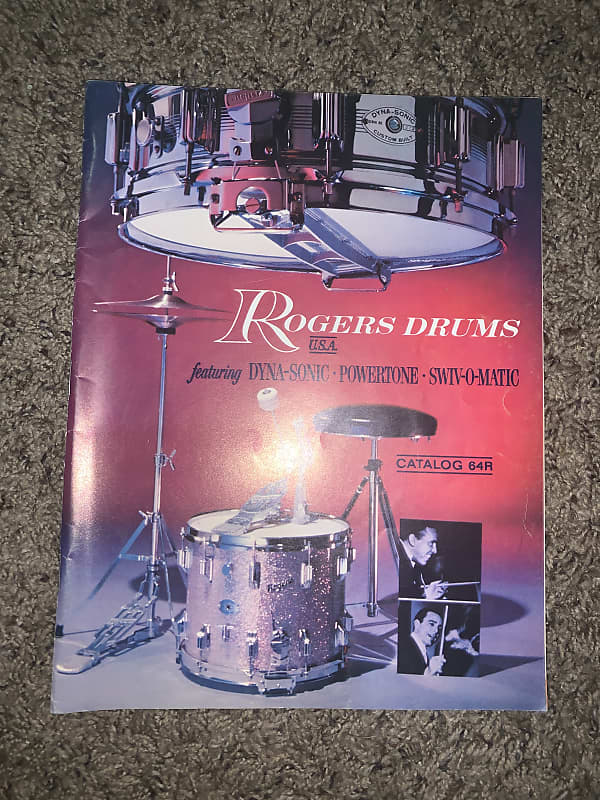 DYNA-SONIC
CUSTOM BUILT
ROGERS DRUMS
U.S.A.
featuring DYNA-SONIC · POWERTONE · SWIV-O-MATIC
CATALOG 64R